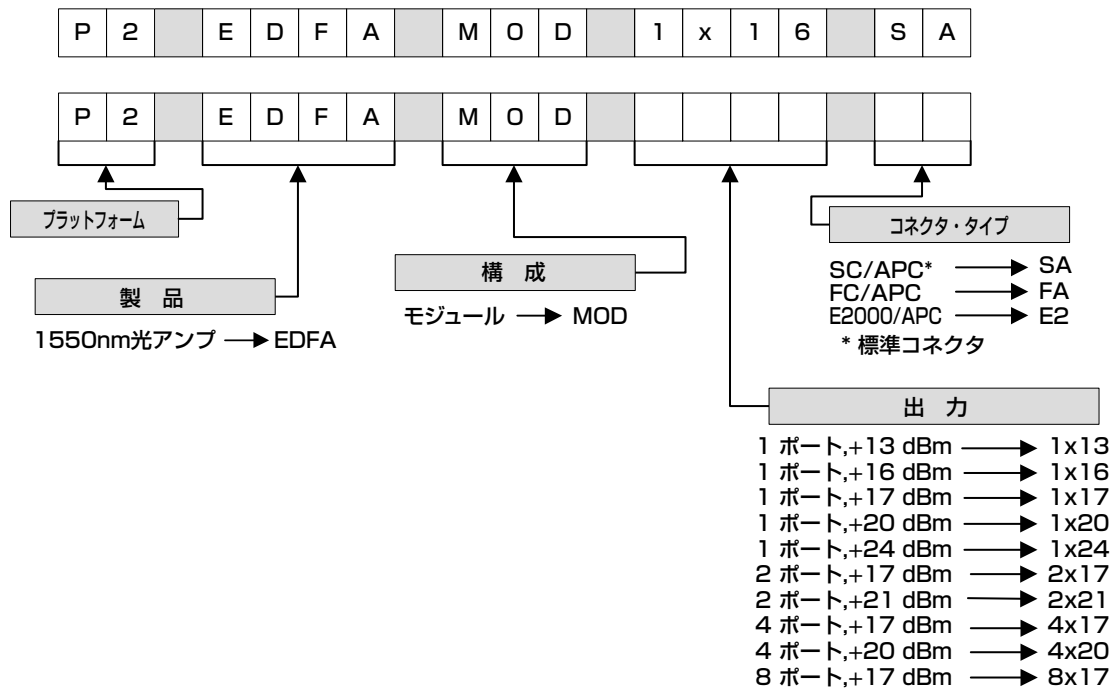 P 2 E D F A M O D 1 x 1 6 S A
P 2 E D F A M O D
プラットフォーム
コネクタ・タイプ
構 成
製 品
SC/APC* SA
FC/APC FA
E2000/APC E2
* 標準コネクタ
モジュール MOD
1550nm光アンプ EDFA
出 力
1 ポート,+13 dBm 1x13
1 ポート,+16 dBm 1x16
1 ポート,+17 dBm 1x17
1 ポート,+20 dBm 1x20
1 ポート,+24 dBm 1x24
2 ポート,+17 dBm 2x17
2 ポート,+21 dBm 2x21
4 ポート,+17 dBm 4x17
4 ポート,+20 dBm 4x20
8 ポート,+17 dBm 8x17